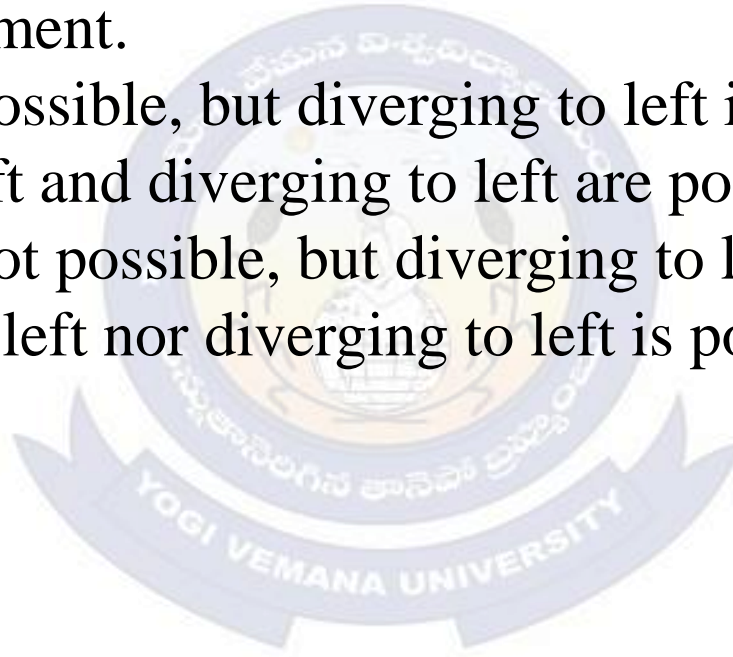 ment.
ossible, but diverging to left i
ft and diverging to left are po
ot possible, but diverging to l
left nor diverging to left is po
YOGI VEMANA UNIVERSITY